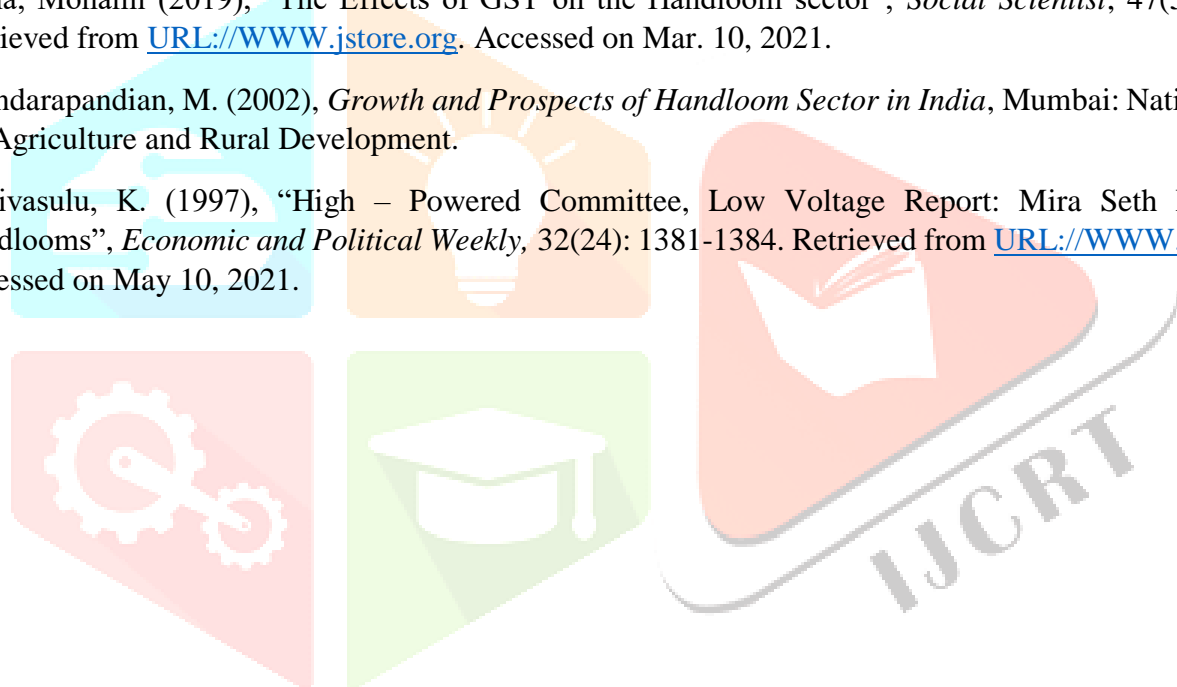 Mohanm (2019), "The Effects of GST on the Handloom sector", Social Scientist, 47(5
ieved from URL://WWW.jstore.org. Accessed on Mar. 10, 2021.
ndarapandian, M. (2002), Growth and Prospects of Handloom Sector in India, Mumbai: Nati
Agriculture and Rural Development.
ivasulu, K. (1997), “High – Powered Committee, Low Voltage Report: Mira Seth
dlooms”, Economic and Political Weekly, 32(24): 1381-1384. Retrieved from URL://WWW.
essed on May 10, 2021.
IJCRT